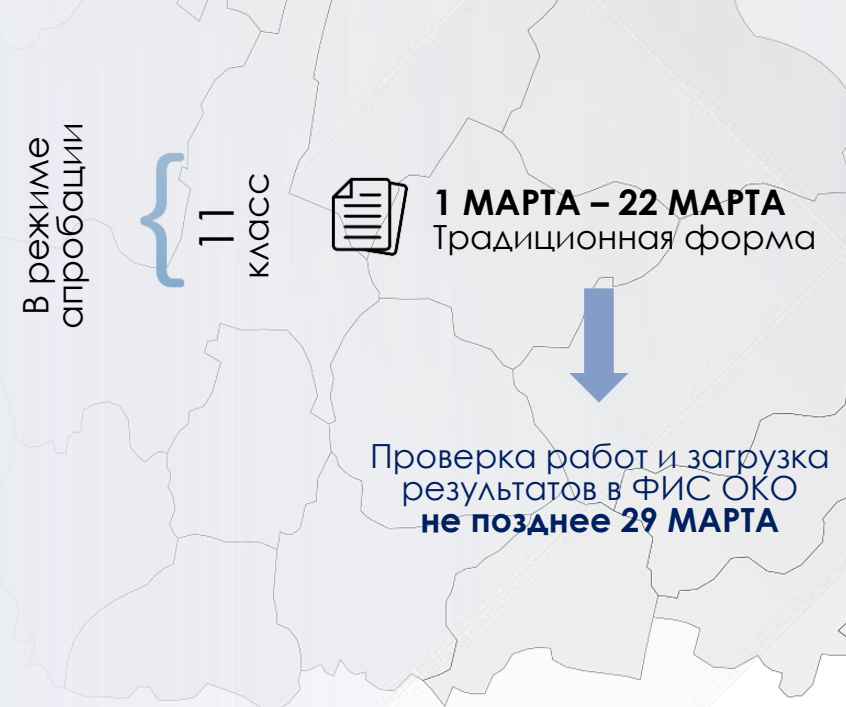 В режиме
апробации
11
класс
1 МАРТА – 22 МАРТА
Традиционная форма
Проверка работ и загрузка
результатов в ФИС ОКО
не позднее 29 МАРТА